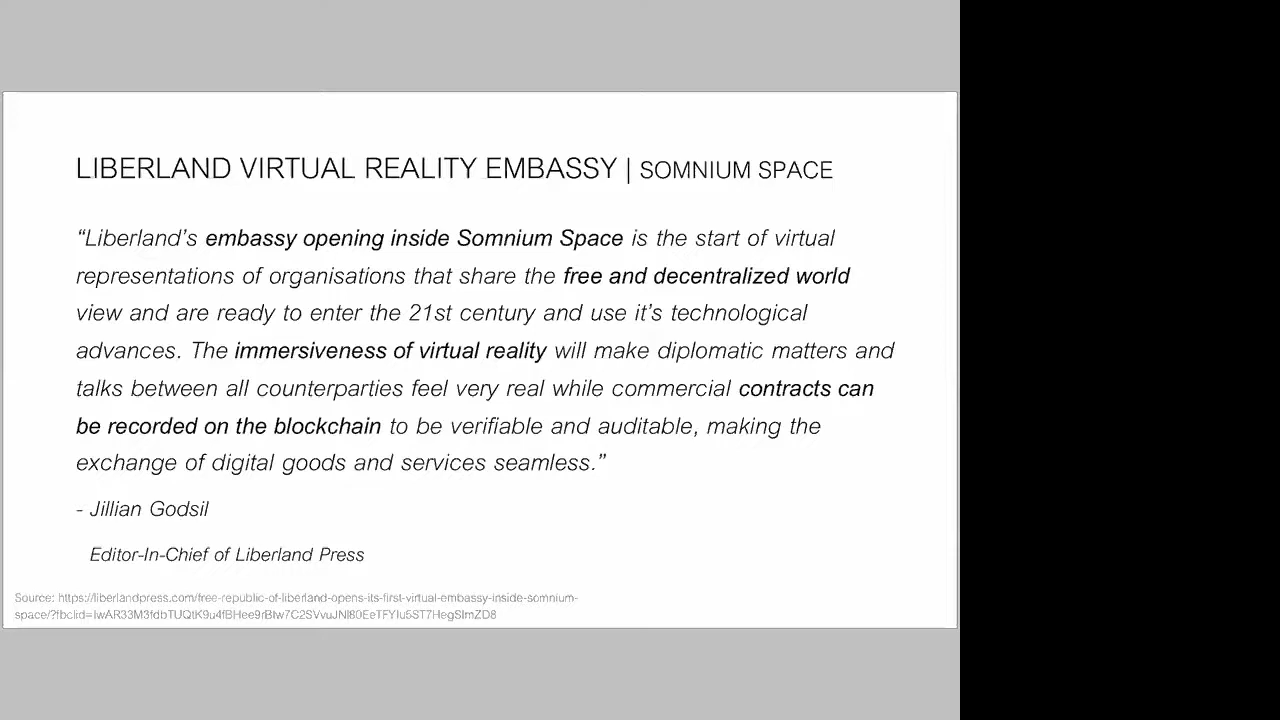 LIBERLAND VIRTUAL REALITY EMBASSY | SOMNIUM SPACE
“Liberland’s embassy opening inside Somnium Space is the start of virtual
representations of organisations that share the free and decentralized world
view and are ready to enter the 21st century and use it’s technological
advances. The immersiveness of virtual reality will make diplomatic matters and
talks between all counterparties feel very real while commercial contracts can
be recorded on the blockchain to be verifiable and auditable, making the
exchange of digital goods and services seamless.”
- Jillian Godsil
Editor-In-Chief of Liberland Press
Source: https://liberlandpress.com/free-republic-of-liberland-opens-its-first-virtual-embassy-inside-somnium-